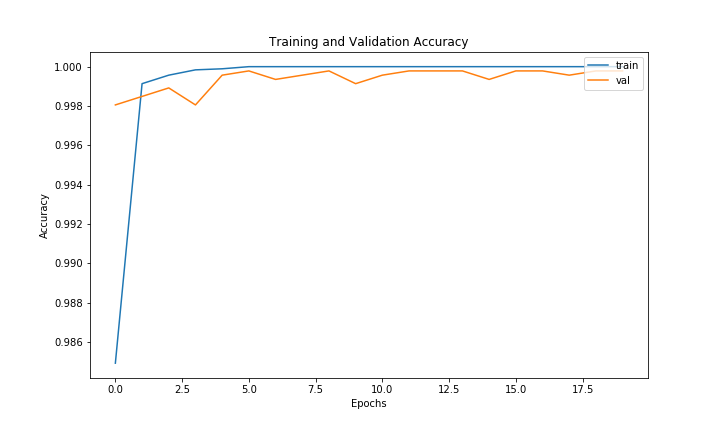 Training and Validation Accuracy
train
val
1.000
0.998
0.996
0.994
0.992
0.990
0.988
0.986
Accuracy
0.0 2.5 5.0 7.5 10.0 12.5 15.0 17.5
Epochs